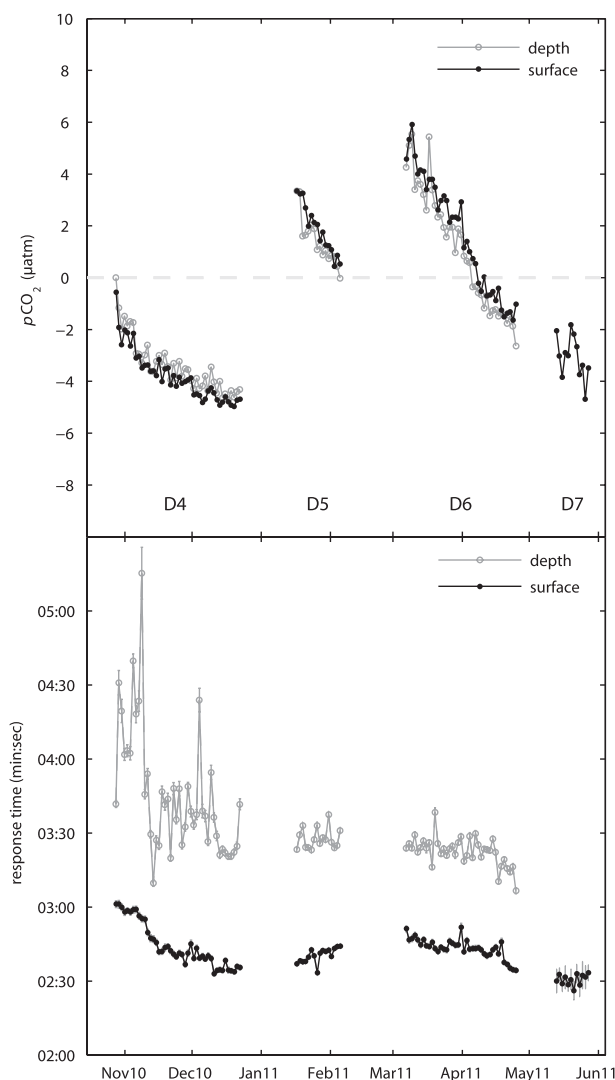 10
8
6
4
2
0
−2
−4
−6
−8
pCO2 (µatm)
depth
surface
D4 D5 D6 D7
depth
surface
05:00
04:30
04:00
03:30
03:00
02:30
02:00
response time (min:sec)
Nov10 Dec10 Jan11 Feb11 Mar11 Apr11 May11 Jun11